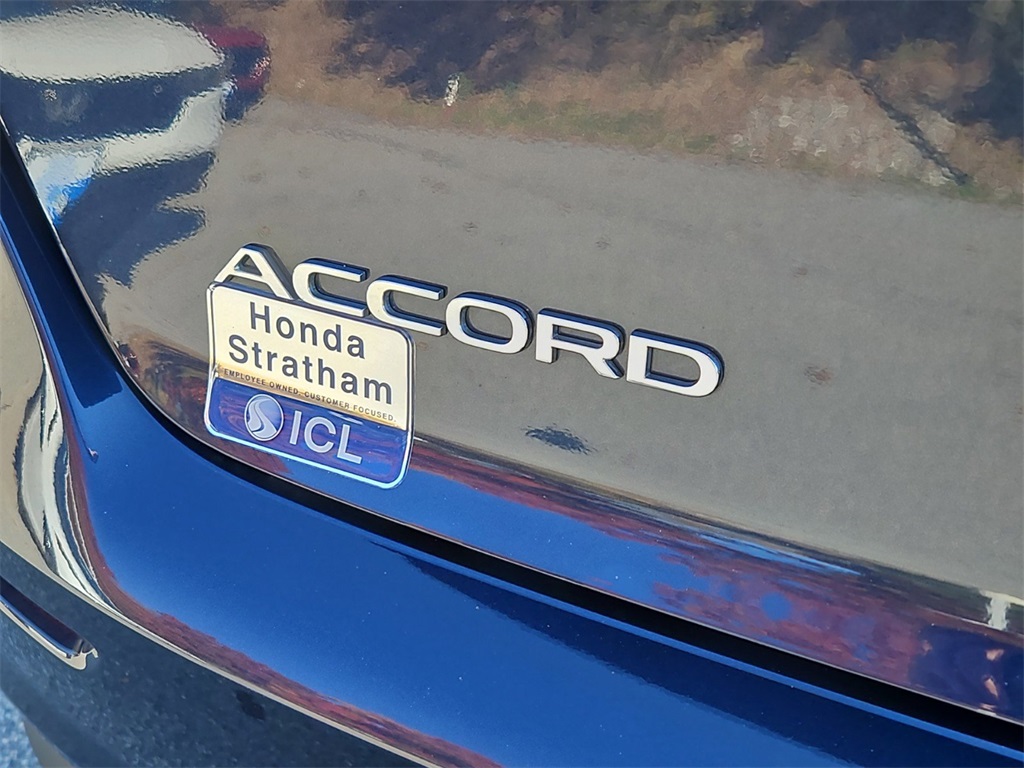 ACCORD
Honda
Stratham
EMPLOYEE OWNED. CUSTOMER FOCUSED.
ICL